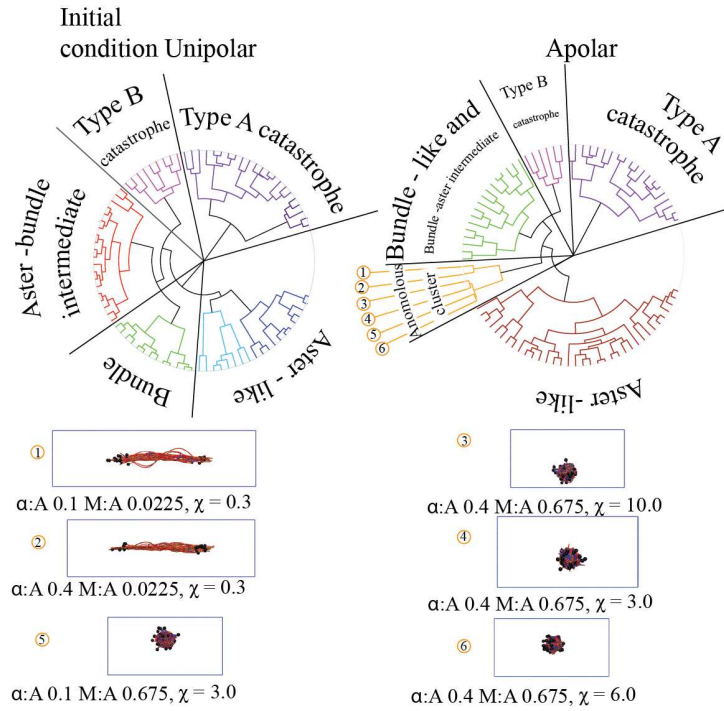 Initial
condition Unipolar
Type B
catastrophe
Type A catastrophe
Aster -bundle
intermediate
Bundle
Aster - like
Apolar
Type B
catastrophe
Type A
catastrophe
Bundle - like and
Bundle -aster intermediate
Anomolous
cluster
1
2
3
4
5
6
Aster -like
1
α:A 0.1 M:A 0.0225, χ = 0.3
2
α:A 0.4 M:A 0.0225, χ = 0.3
5
α:A 0.1 M:A 0.675, χ = 3.0
3
α:A 0.4 M:A 0.675, χ = 10.0
4
α:A 0.4 M:A 0.675, χ = 3.0
6
α:A 0.4 M:A 0.675, χ = 6.0